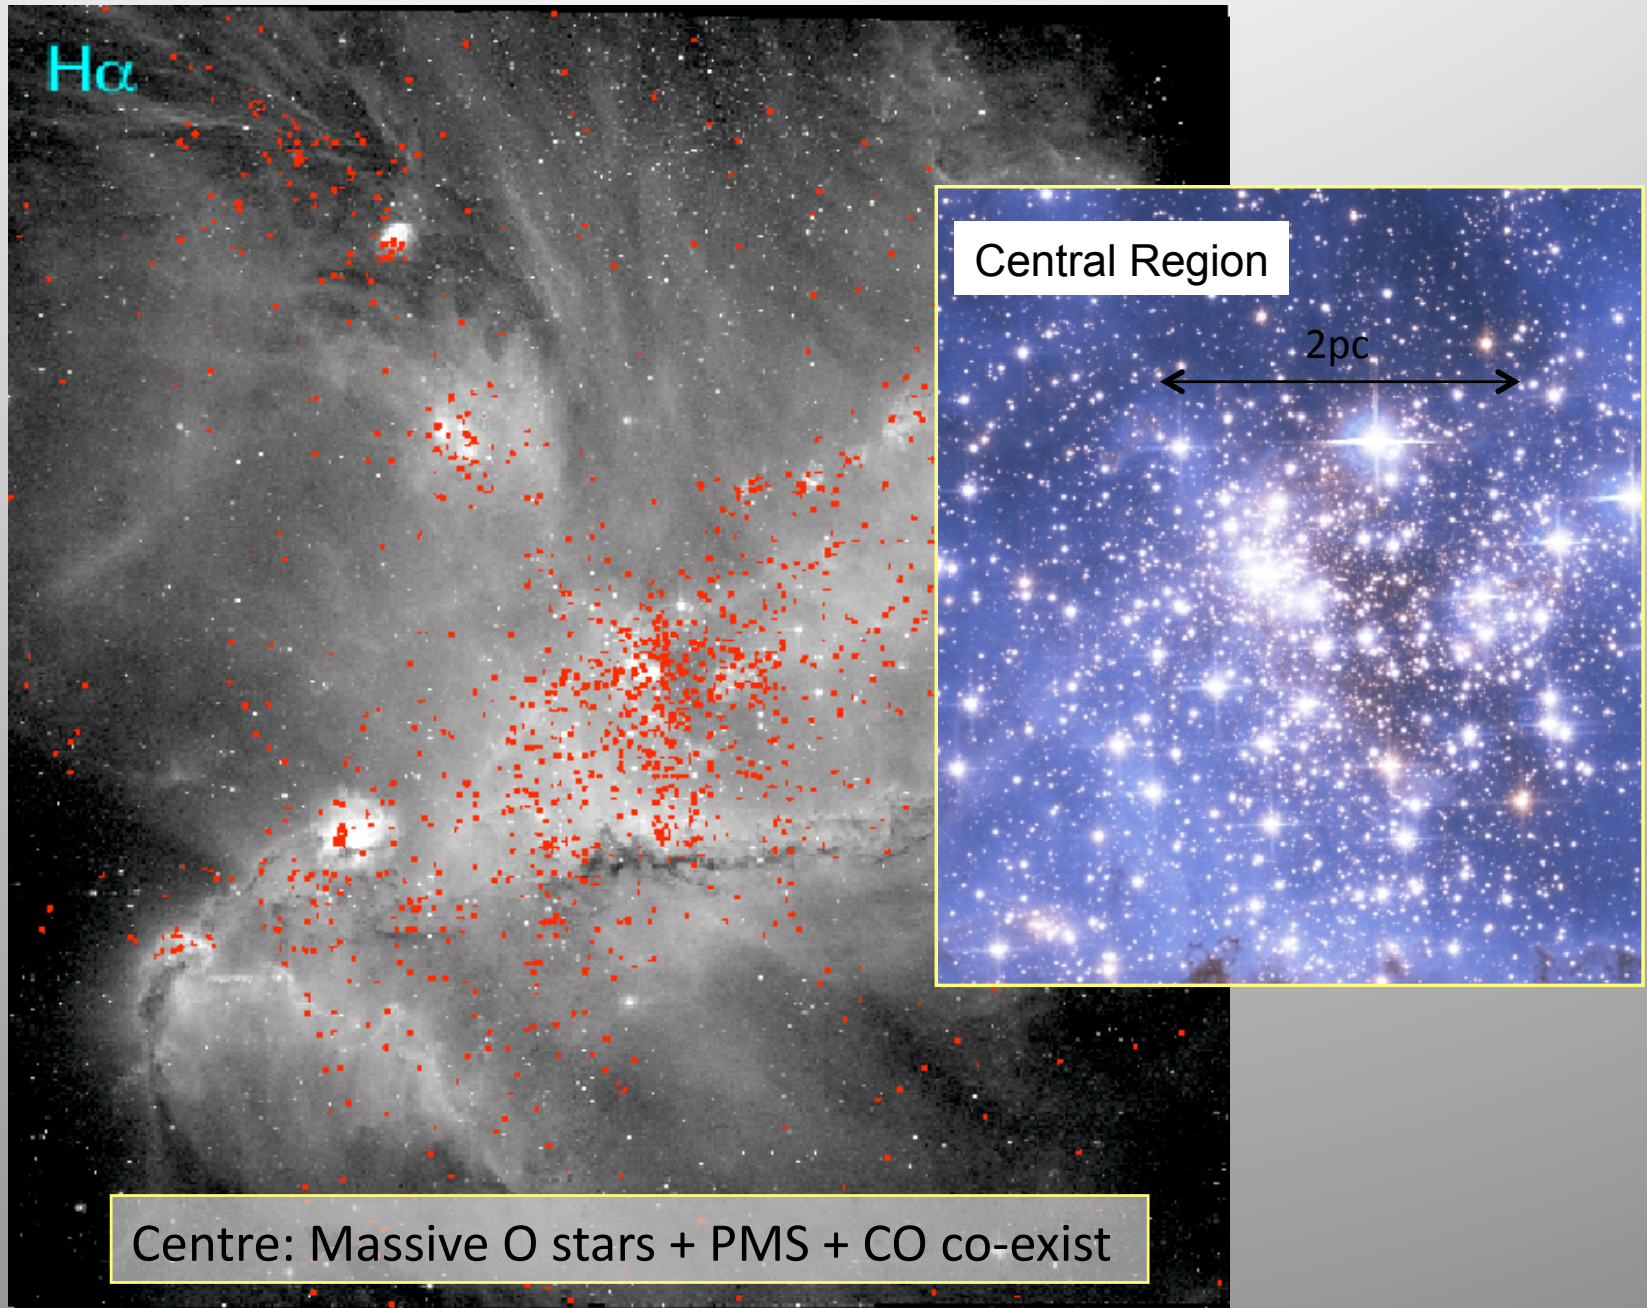 Hα
Central Region
2pc
Centre: Massive O stars + PMS + CO co-exist